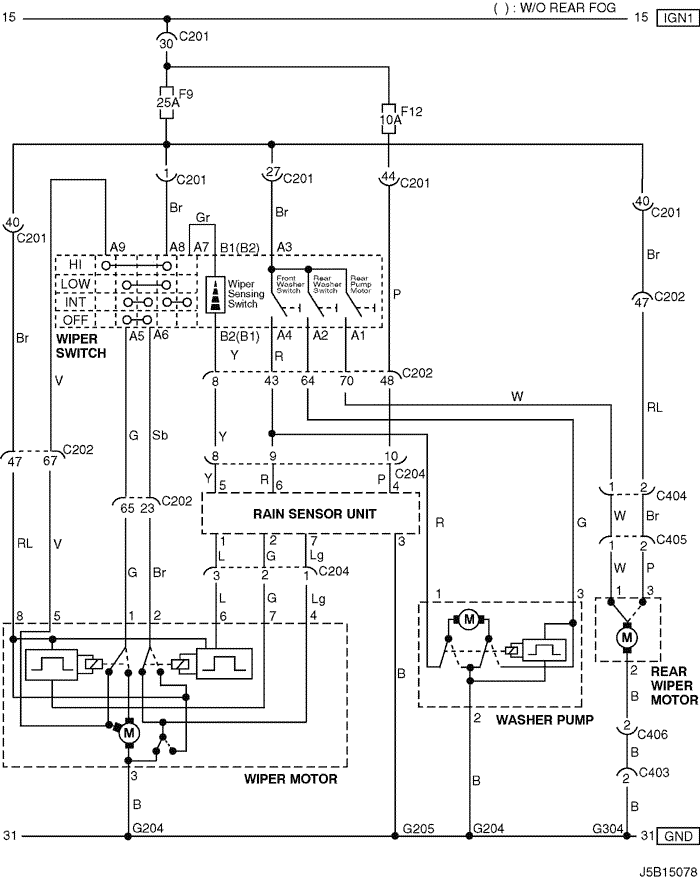 ( ) : W/O REAR FOG
15 15 IGN1
30 C201
F9
25A
F12
10A
1 C201 27 C201 44 C201
40 C201
40 C201
Br Br Br
Gr
A9 A8 A7 B1(B2) A3
HI
LOW
INT
OFF
Wiper
Sensing
Switch
Front
Washer
Switch
Rear
Washer
Switch
Rear
Pump
Motor
P
47 C202
WIPER
SWITCH
A5 A6 B2(B1) A4 A2 A1
Br V Y R
8 43 64 70 48 C202
W
RL
G Sb Y
C202
47 67
8 9 10 C204
Y R P
5 6 4
C202
65 23
RAIN SENSOR UNIT
1 2 C404
W Br
1 2 C405
RL V R G
1 2 7 3
L G Lg
3 2 1 C204
W P
G Br L G Lg
8 5 1 2 6 7 4
1 3
1 3
M
M
M
B
2
REAR
WIPER
MOTOR
B
WASHER PUMP
2
2 C406
B
WIPER MOTOR
3
2 C403
B B B
31 G204 G205 G204 G304 31 GND
J5B15078